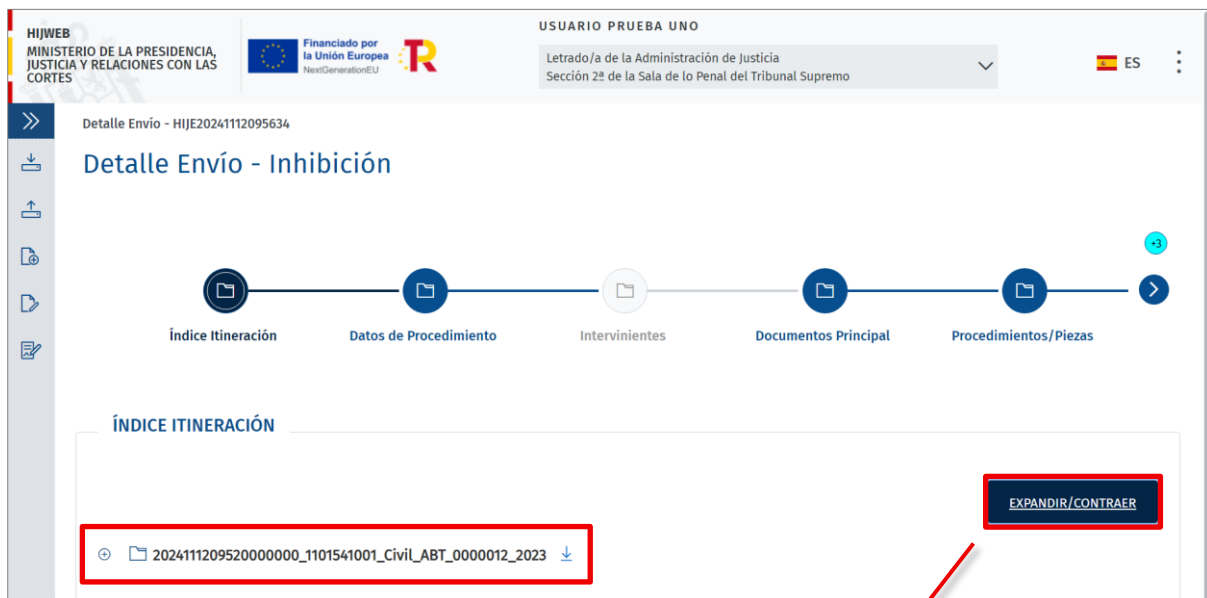 HIJWEB
MINISTERIO DE LA PRESIDENCIA,
JUSTICIA Y RELACIONES CON LAS
CORTES
Financiado por
la Unión Europea
NextGenerationEU
R
USUARIO PRUEBA UNO
Letrado/a de la Administración de Justicia
Sección 2ª de la Sala de lo Penal del Tribunal Supremo
ES
Detalle Envío - HIJE20241112095634
Detalle Envío - Inhibición
+3
Índice Itineración
Datos de Procedimiento
Intervinientes
Documentos Principal
Procedimientos/Piezas
ÍNDICE ITINERACIÓN
EXPANDIR/CONTRAER
2024111209520000000_1101541001_Civil_ABT_0000012_2023